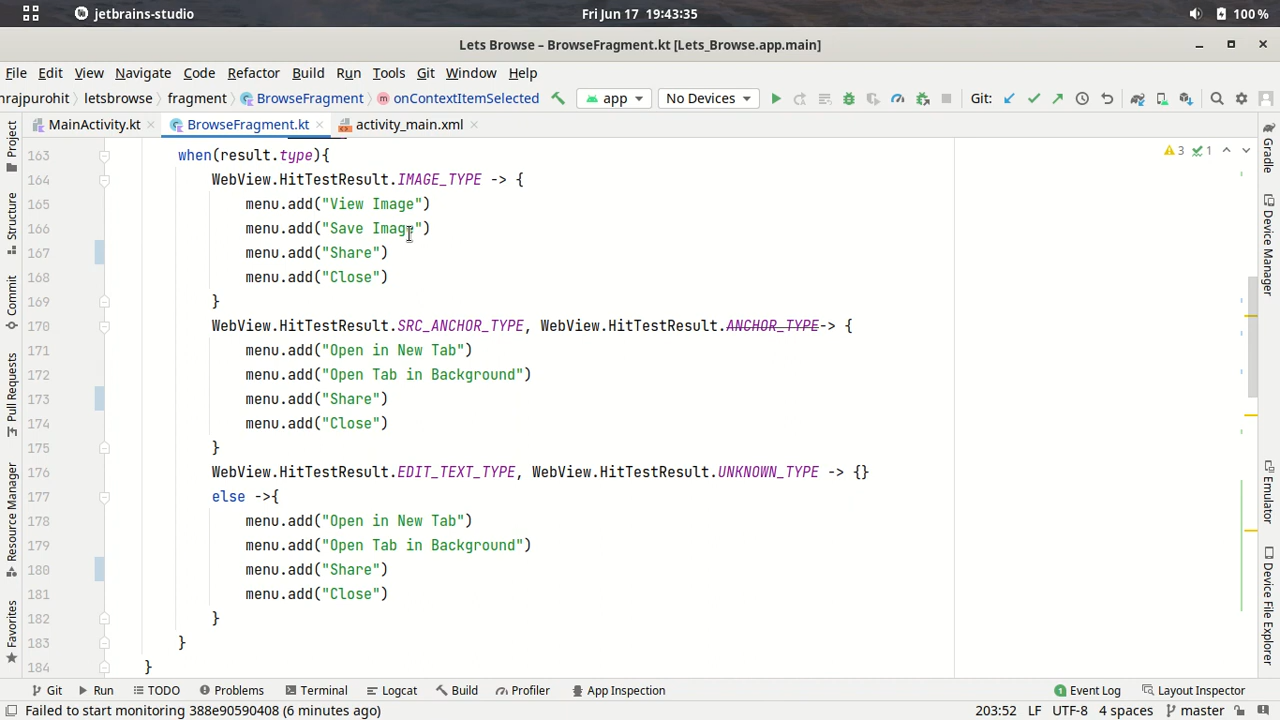 jetbrains-studio
Fri Jun 17 19:43:35
100 %
Lets Browse – BrowseFragment.kt [Lets_Browse.app.main]
File Edit View Navigate Code Refactor Build Run Tools Git Window Help
nrajpurohit letsbrowse fragment BrowseFragment.kt onContextItemSelected app No Devices Git:
MainActivity.kt BrowseFragment.kt activity_main.xml
3 1
163 when(result.type){
164 WebView.HitTestResult.IMAGE_TYPE -> {
165 menu.add("View Image")
166 menu.add("Save Image")
167 menu.add("Share")
168 menu.add("Close")
169 }
170 WebView.HitTestResult.SRC_ANCHOR_TYPE, WebView.HitTestResult.ANCHOR_TYPE-> {
171 menu.add("Open in New Tab")
172 menu.add("Open Tab in Background")
173 menu.add("Share")
174 menu.add("Close")
175 }
176 WebView.HitTestResult.EDIT_TEXT_TYPE, WebView.HitTestResult.UNKNOWN_TYPE -> {}
177 else ->{
178 menu.add("Open in New Tab")
179 menu.add("Open Tab in Background")
180 menu.add("Share")
181 menu.add("Close")
182 }
183 }
184 }
Project
Structure
Commit
Pull Requests
Resource Manager
Favorites
Gradle
Device Manager
Emulator
Device File Explorer
Git Run TODO Problems Terminal Logcat Build Profiler App Inspection 1 Event Log Layout Inspector
Failed to start monitoring 388e90590408 (6 minutes ago) 203:52 LF UTF-8 4 spaces master